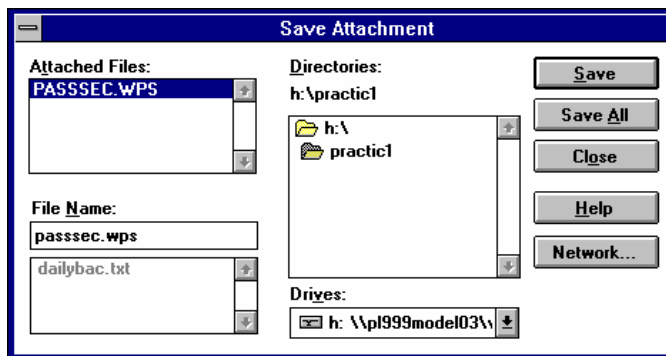 Save Attachment
Attached Files:
PASSSEC.WPS
File Name:
passsec.wps
dailybac.txt
Directories:
h:\practic1
h:\
practic1
Drives:
h: \\pl999model03\
Save
Save All
Close
Help
Network...